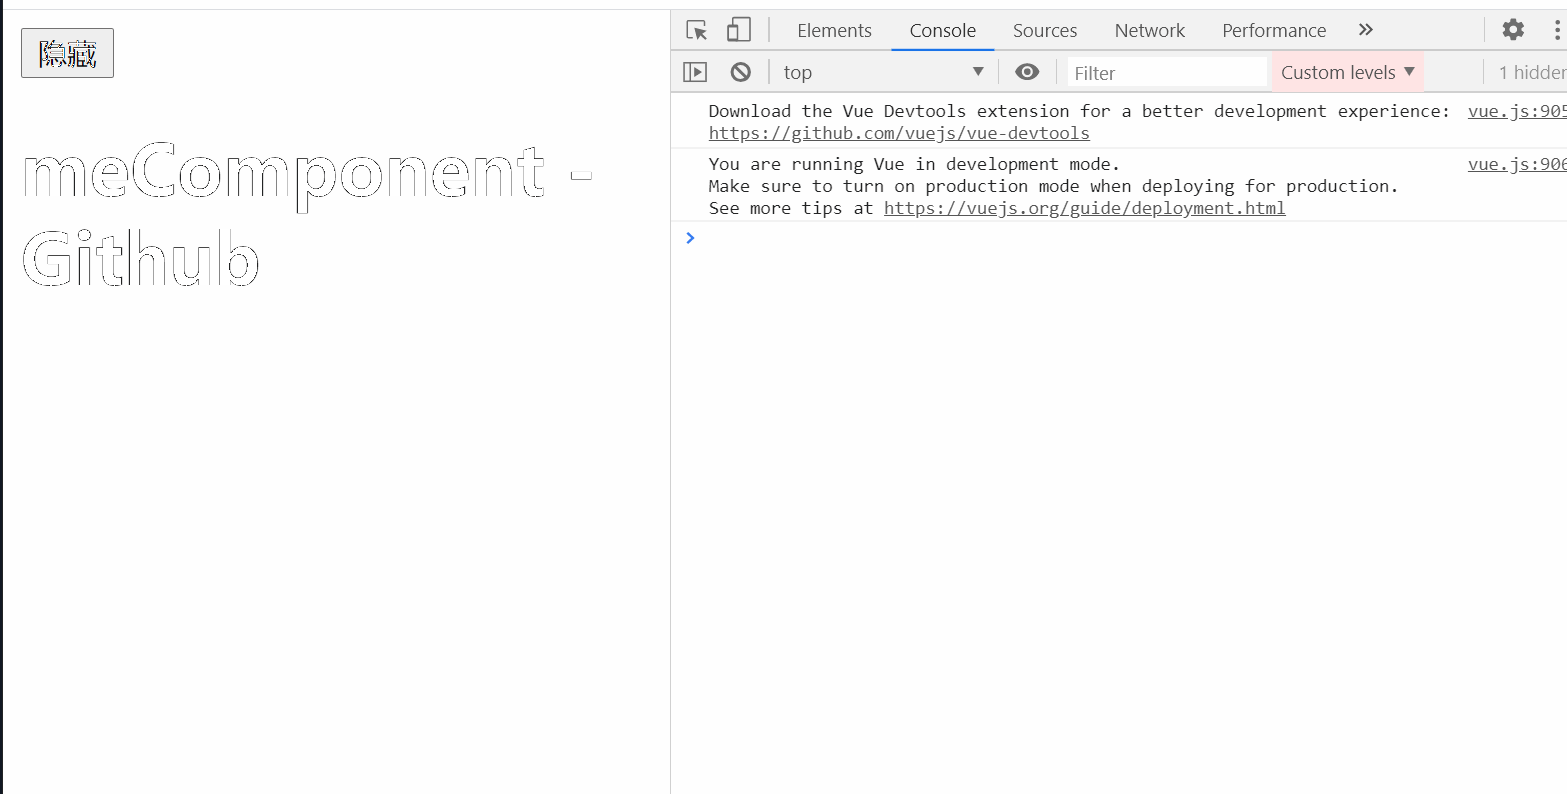 隐藏
meComponent -
Github
Elements Console Sources Network Performance
top Filter Custom levels ▼ 1 hidden
Download the Vue Devtools extension for a better development experience: vue.js:905
https://github.com/vuejs/vue-devtools
You are running Vue in development mode. vue.js:906
Make sure to turn on production mode when deploying for production.
See more tips at https://vuejs.org/guide/deployment.html